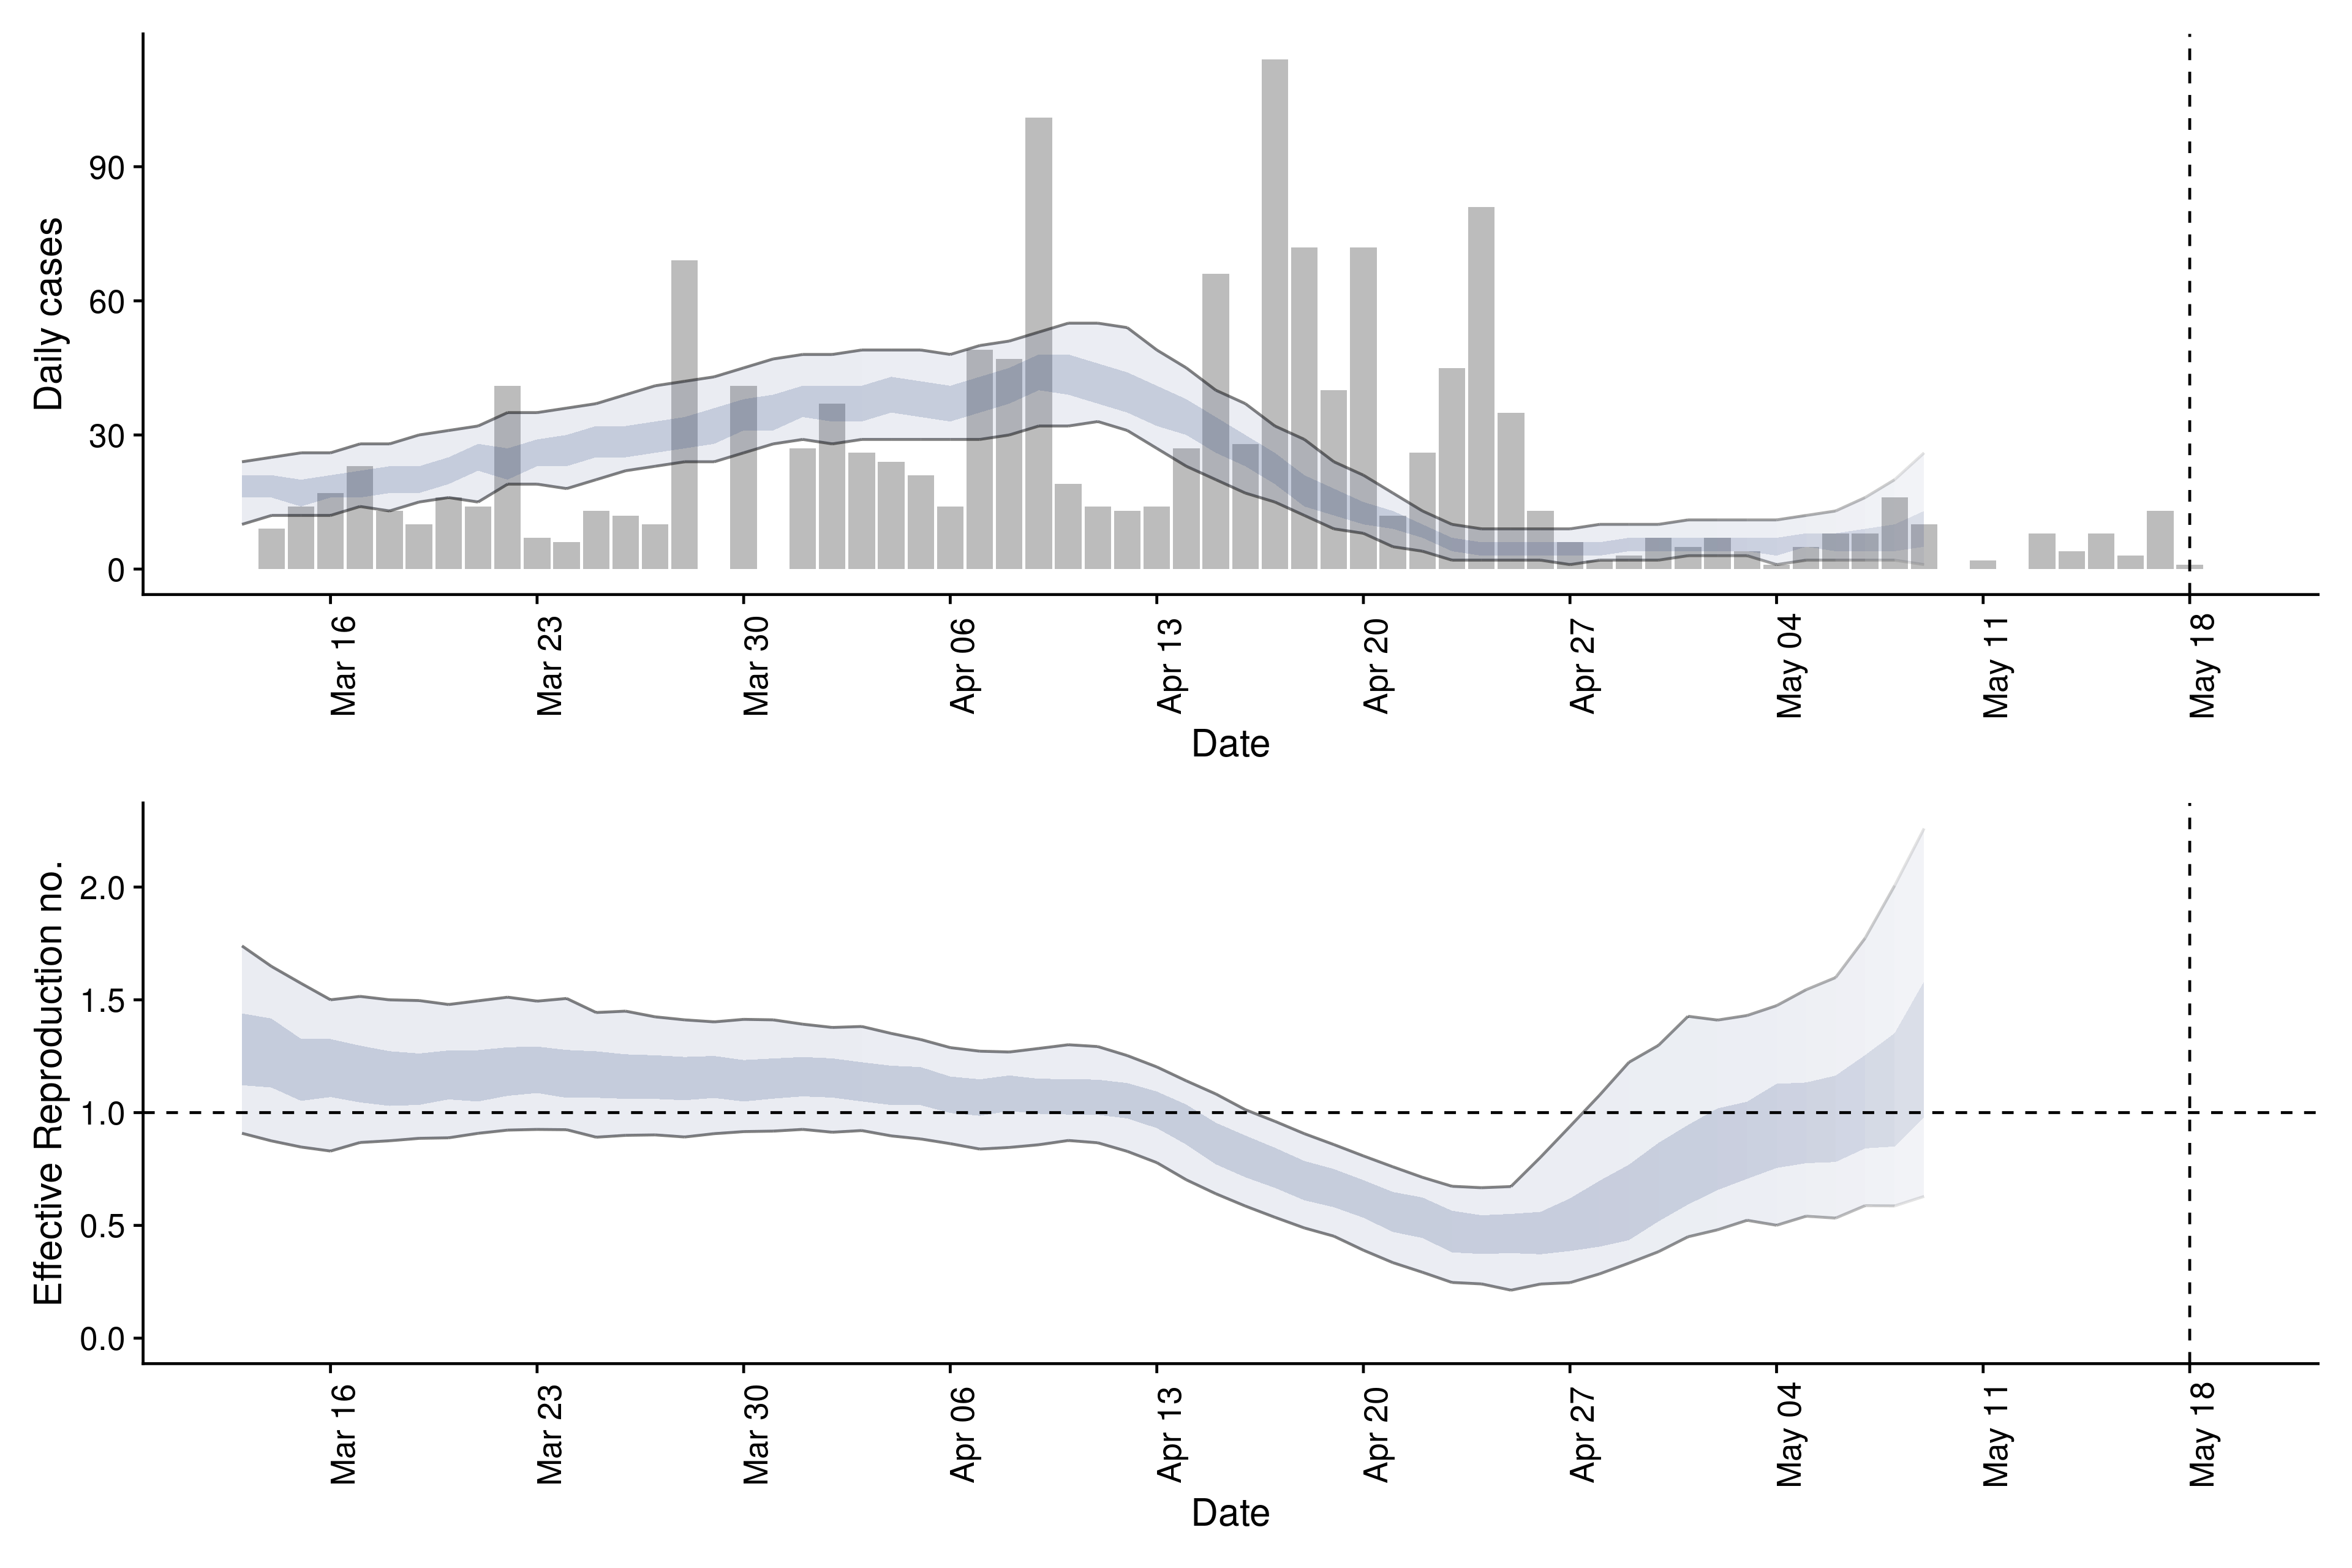 Daily cases
90
60
30
0
Mar 16
Mar 23
Mar 30
Apr 06
Apr 13
Apr 20
Apr 27
May 04
May 11
May 18
Date
Effective Reproduction no.
2.0
1.5
1.0
0.5
0.0
Mar 16
Mar 23
Mar 30
Apr 06
Apr 13
Apr 20
Apr 27
May 04
May 11
May 18
Date